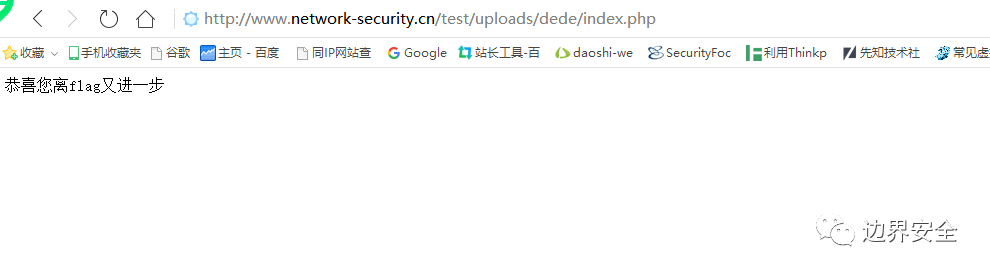 http://www.network-security.cn/test/uploads/dede/index.php
收藏 手机收藏夹 谷歌 主页 - 百度 同IP网站查 Google 站长工具-百 daoshi-we SecurityFoc 利用Thinkp 先知技术社 常见虚
恭喜您离flag又进一步
边界安全